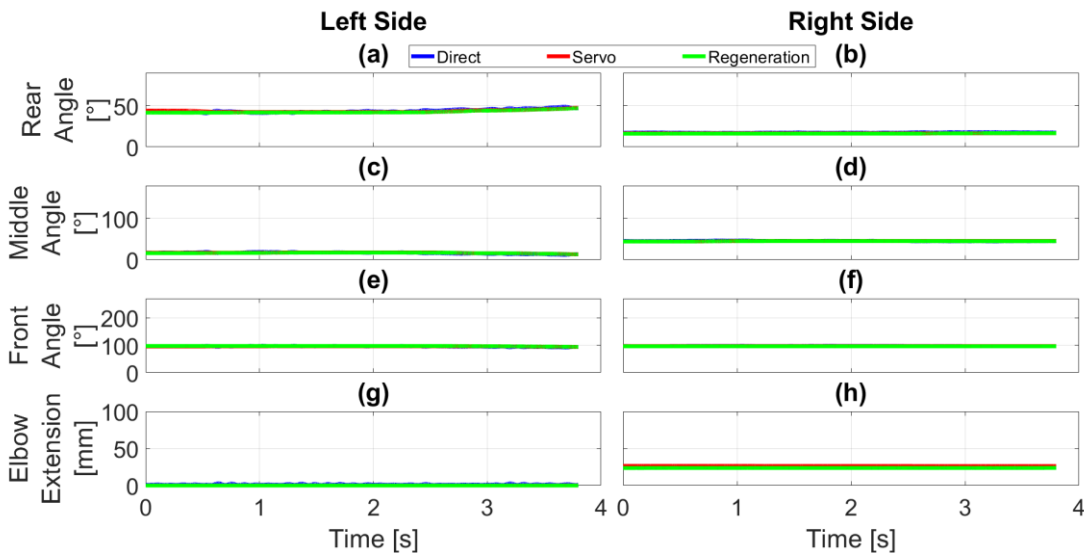 Left Side
Right Side
(a)
(b)
Direct
Servo
Regeneration
Rear
Angle
[°]
50
0
(c)
(d)
Middle
Angle
[°]
100
0
(e)
(f)
Front
Angle
[°]
200
100
0
(g)
(h)
Elbow
Extension
[mm]
100
50
0
0 1 2 3 4
0 1 2 3 4
Time [s]
Time [s]